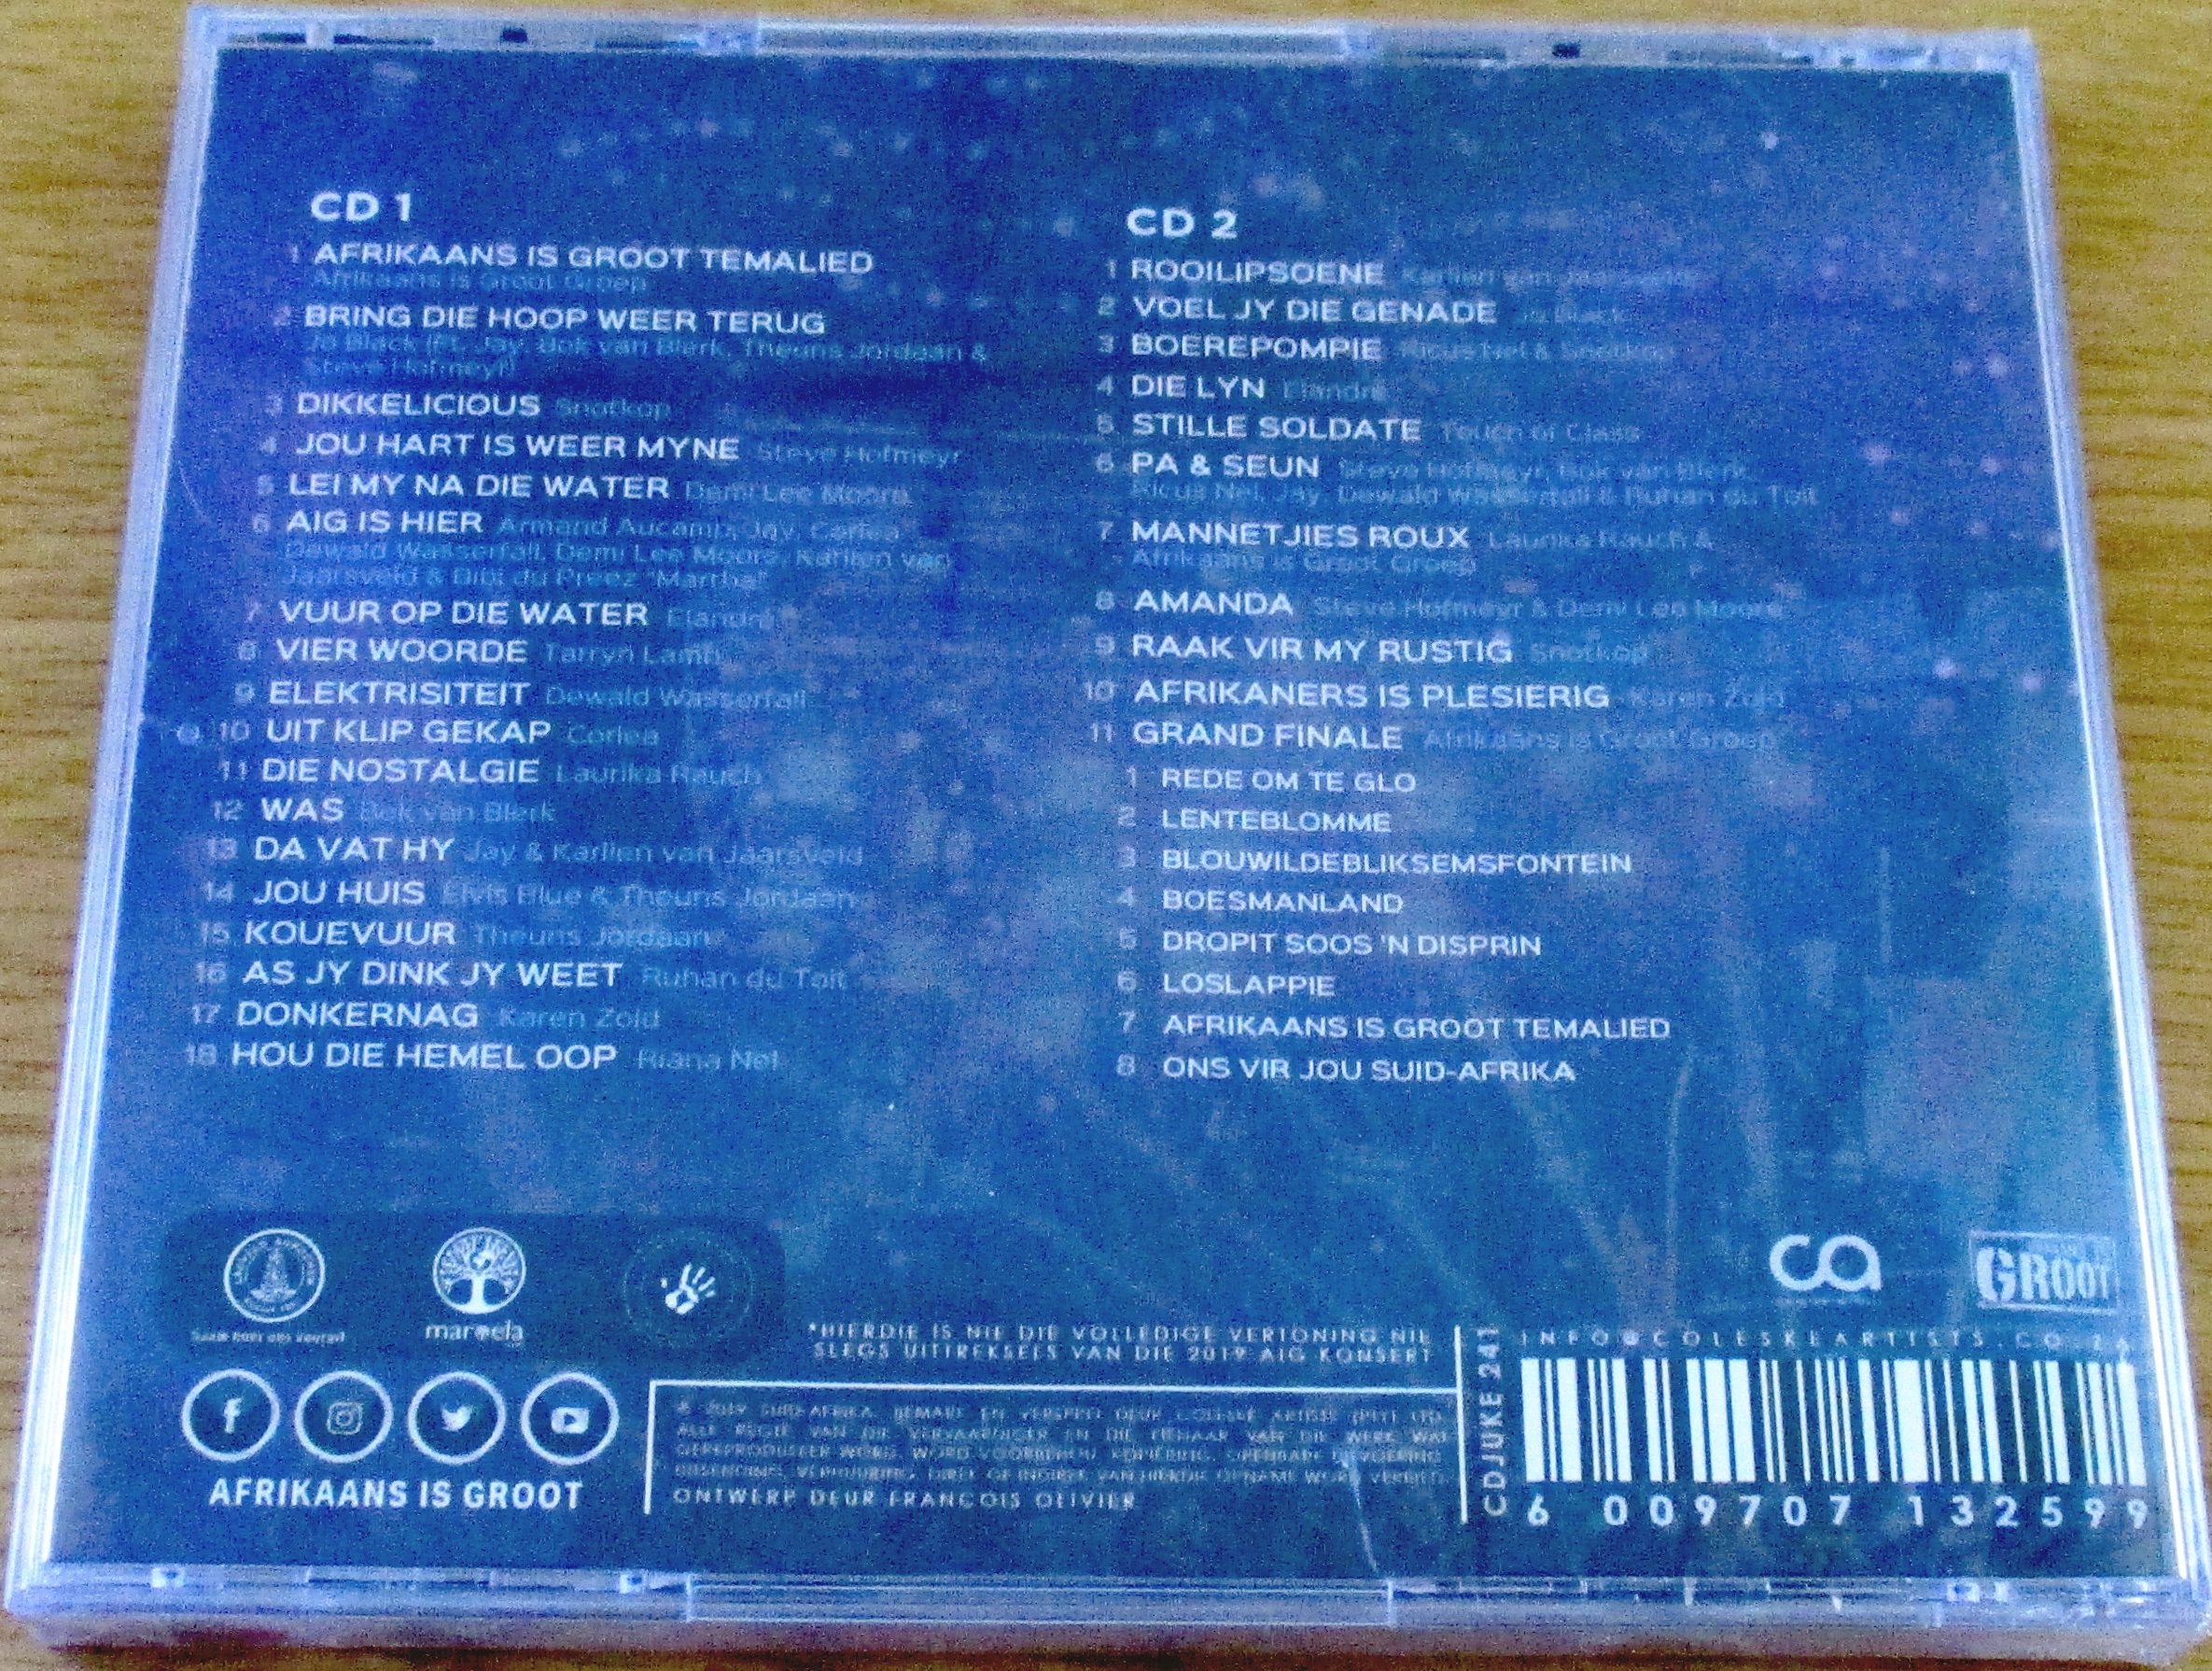 CD 1
1 AFRIKAANS IS GROOT TEMALIED
Afrikaans is Groot Groep
2 BRING DIE HOOP WEER TERUG
Jo Black (ft. Jay, Bok van Blerk, Theuns Jordaan &
Steve Hofmeyr)
3 DIKKELICIOUS Snotkop
4 JOU HART IS WEER MYNE Steve Hofmeyr
5 LEI MY NA DIE WATER Demi Lee Moore
6 AIG IS HIER Armand Aucamp, Jay, Corlea
Dewald Wasserfall, Demi Lee Moore, Karlien van
Jaarsveld & Bibi du Preez "Martha"
7 VUUR OP DIE WATER Elandré
8 VIER WOORDE Tarryn Lamb
9 ELEKTRISITEIT Dewald Wasserfall
10 UIT KLIP GEKAP Corlea
11 DIE NOSTALGIE Laurika Rauch
12 WAS Bok van Blerk
13 DA VAT HY Jay & Karlien van Jaarsveld
14 JOU HUIS Elvis Blue & Theuns Jordaan
15 KOUEVUUR Theuns Jordaan
16 AS JY DINK JY WEET Ruhan du Toit
17 DONKERNAG Karen Zoid
18 HOU DIE HEMEL OOP Riana Nel
CD 2
1 ROOILIPSOENE Karlien van Jaarsveld
2 VOEL JY DIE GENADE Jo Black
3 BOEREPOMPIE Ricus Nel & Snotkop
4 DIE LYN Elandré
5 STILLE SOLDATE Touch of Class
6 PA & SEUN Steve Hofmeyr, Bok van Blerk
Ricus Nel, Jay, Dewald Wasserfall & Ruhan du Toit
7 MANNETJIES ROUX Laurika Rauch &
Afrikaans is Groot Groep
8 AMANDA Steve Hofmeyr & Demi Lee Moore
9 RAAK VIR MY RUSTIG Snotkop
10 AFRIKANERS IS PLESIERIG Karen Zoid
11 GRAND FINALE Afrikaans is Groot Groep
1 REDE OM TE GLO
2 LENTEBLOMME
3 BLOUWILDEBLIKSEMSFONTEIN
4 BOESMANLAND
5 DROPIT SOOS 'N DISPRIN
6 LOSLAPPIE
7 AFRIKAANS IS GROOT TEMALIED
8 ONS VIR JOU SUID-AFRIKA
maroela
ca
GROOT
*HIERDIE IS NIE DIE VOLLEDIGE VERTONING NIE
SLEGS UITTREKSELS VAN DIE 2019 AIG KONSERT
INFO@COLESKEARTISTS.CO.ZA
AFRIKAANS IS GROOT
ONTWERP DEUR FRANCOIS OLIVIER
CDJUKE 241
6 009707 132599